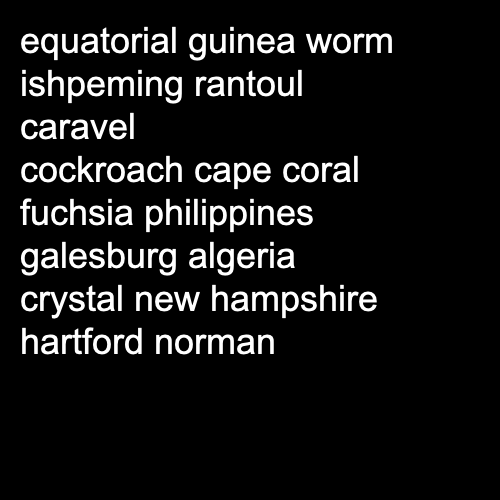 equatorial guinea worm
ishpeming rantoul
caravel
cockroach cape coral
fuchsia philippines
galesburg algeria
crystal new hampshire
hartford norman